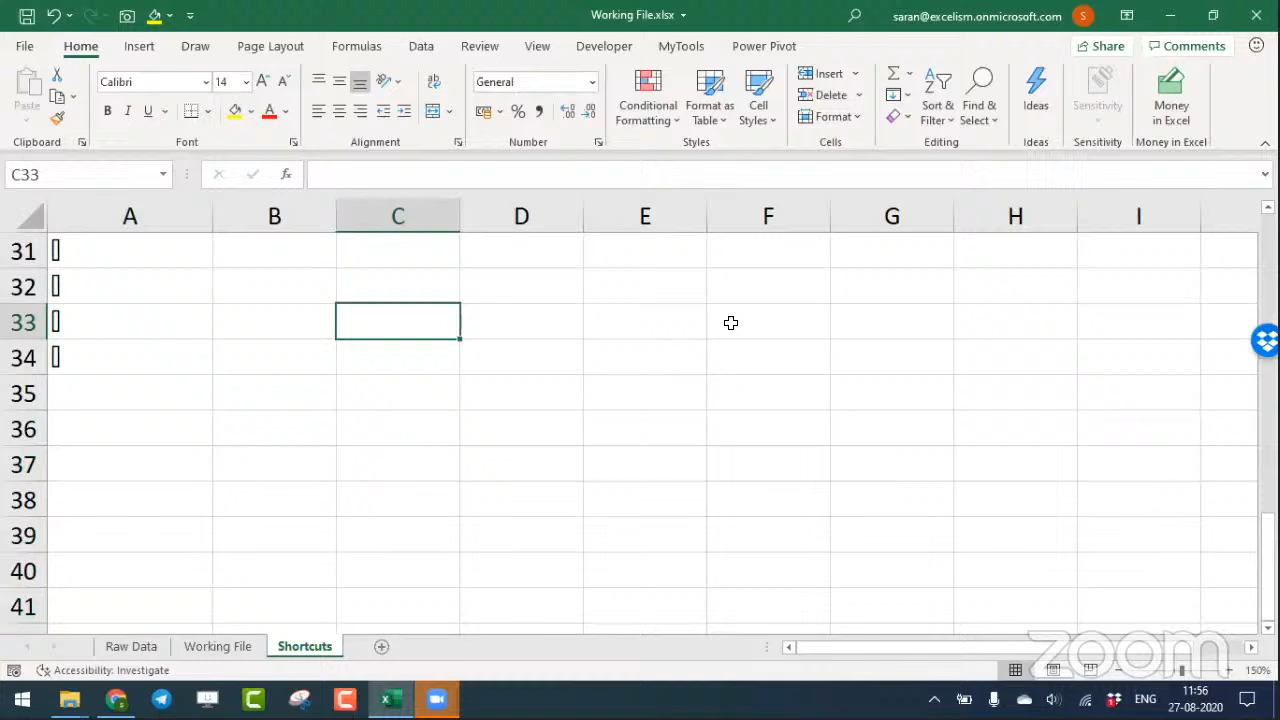 Working File.xlsx
saran@excelism.onmicrosoft.com
S
File Home Insert Draw Page Layout Formulas Data Review View Developer MyTools Power Pivot
Share Comments
Paste
Calibri 14
General
B I U
A A
ab
% ,
Conditional Formatting
Format as Table
Cell Styles
Insert
Delete
Format
Sort & Filter
Find & Select
Ideas
Sensitivity
Money in Excel
Clipboard Font Alignment Number Styles Cells Editing Ideas Sensitivity Money in Excel
C33
fx
A B C D E F G H I
31 []
32 []
33 []
34 []
35
36
37
38
39
40
41
Raw Data Working File Shortcuts
zoom
Accessibility: Investigate
150%
ENG
11:56
27-08-2020